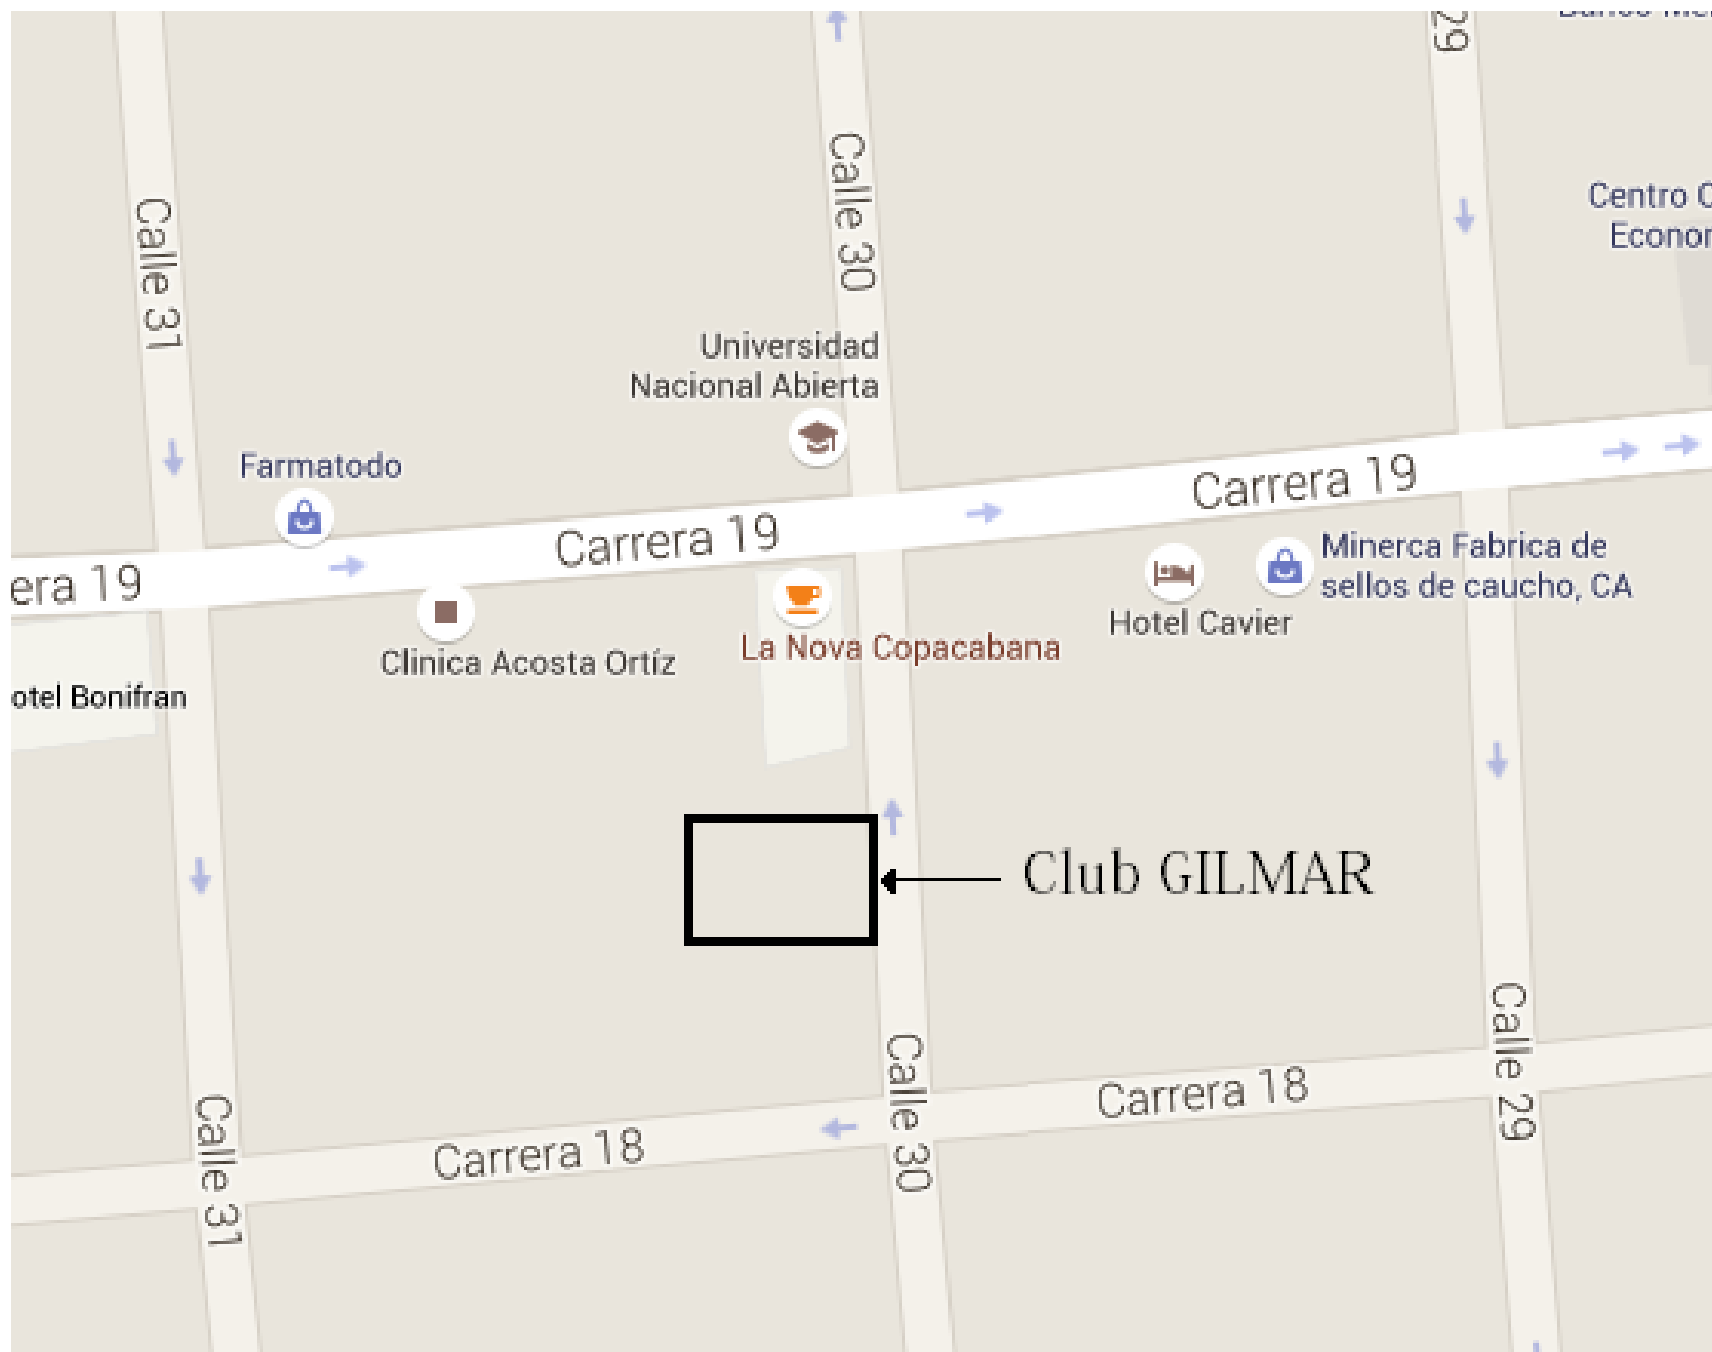 29
Calle 30
Calle 31
Centro
Universidad
Nacional Abierta
Farmatodo
Carrera 19
Carrera 19
era 19
Minerca Fabrica de
sellos de caucho, CA
Hotel Cavier
La Nova Copacabana
Clinica Acosta Ortíz
otel Bonifran
Club GILMAR
Calle 29
Calle 30
Carrera 18
Carrera 18
Calle 31